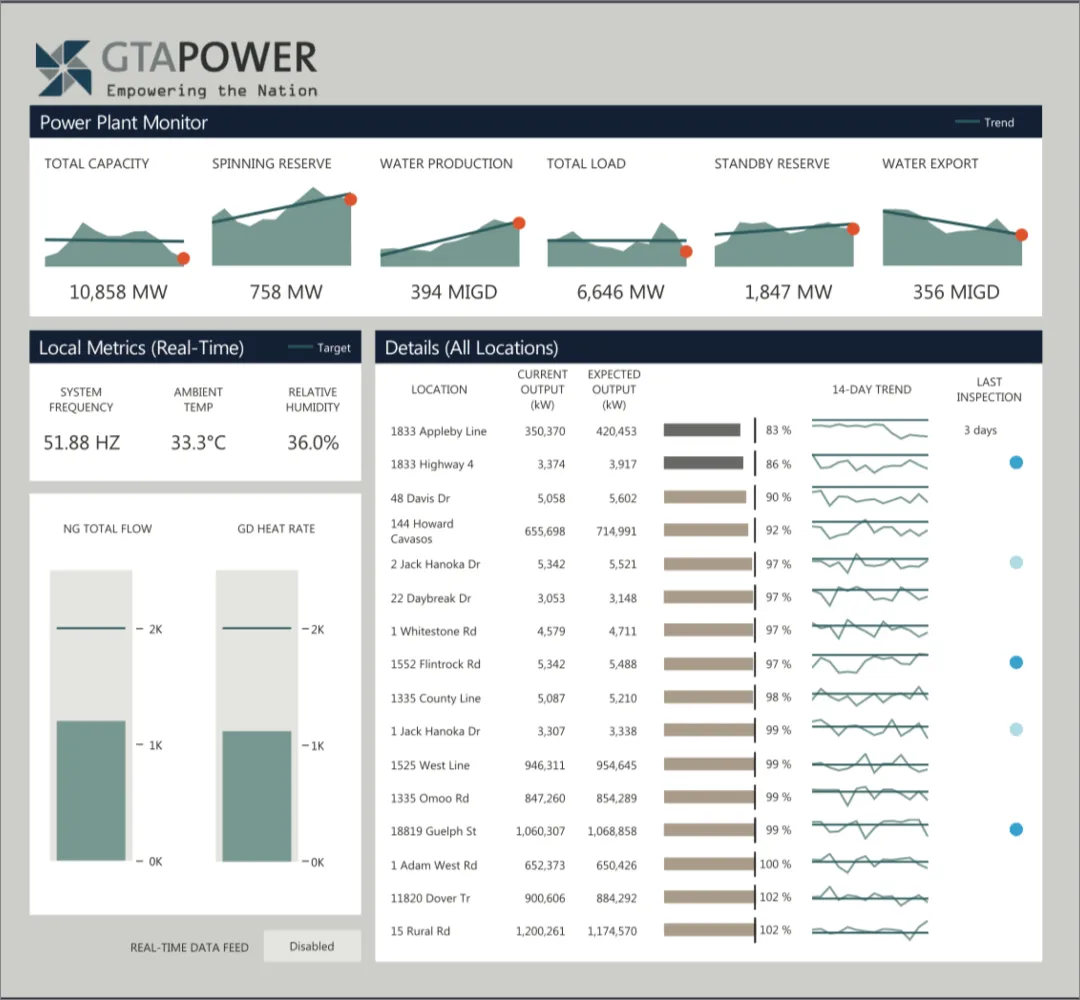 GTAPOWER
Empowering the Nation
Power Plant Monitor
Trend
TOTAL CAPACITY
SPINNING RESERVE
WATER PRODUCTION
TOTAL LOAD
STANDBY RESERVE
WATER EXPORT
10,858 MW
758 MW
394 MIGD
6,646 MW
1,847 MW
356 MIGD
Local Metrics (Real-Time)
Target
SYSTEM
FREQUENCY
AMBIENT
TEMP
RELATIVE
HUMIDITY
51.88 HZ
33.3°C
36.0%
NG TOTAL FLOW
GD HEAT RATE
2K
1K
0K
2K
1K
0K
REAL-TIME DATA FEED
Disabled
Details (All Locations)
LOCATION
CURRENT
OUTPUT
(kW)
EXPECTED
OUTPUT
(kW)
14-DAY TREND
LAST
INSPECTION
1833 Appleby Line 350,370 420,453 83 % 3 days
1833 Highway 4 3,374 3,917 86 %
48 Davis Dr 5,058 5,602 90 %
144 Howard
Cavasos 655,698 714,991 92 %
2 Jack Hanoka Dr 5,342 5,521 97 %
22 Daybreak Dr 3,053 3,148 97 %
1 Whitestone Rd 4,579 4,711 97 %
1552 Flintrock Rd 5,342 5,488 97 %
1335 County Line 5,087 5,210 98 %
1 Jack Hanoka Dr 3,307 3,338 99 %
1525 West Line 946,311 954,645 99 %
1335 Omoo Rd 847,260 854,289 99 %
18819 Guelph St 1,060,307 1,068,858 99 %
1 Adam West Rd 652,373 650,426 100 %
11820 Dover Tr 900,606 884,292 102 %
15 Rural Rd 1,200,261 1,174,570 102 %